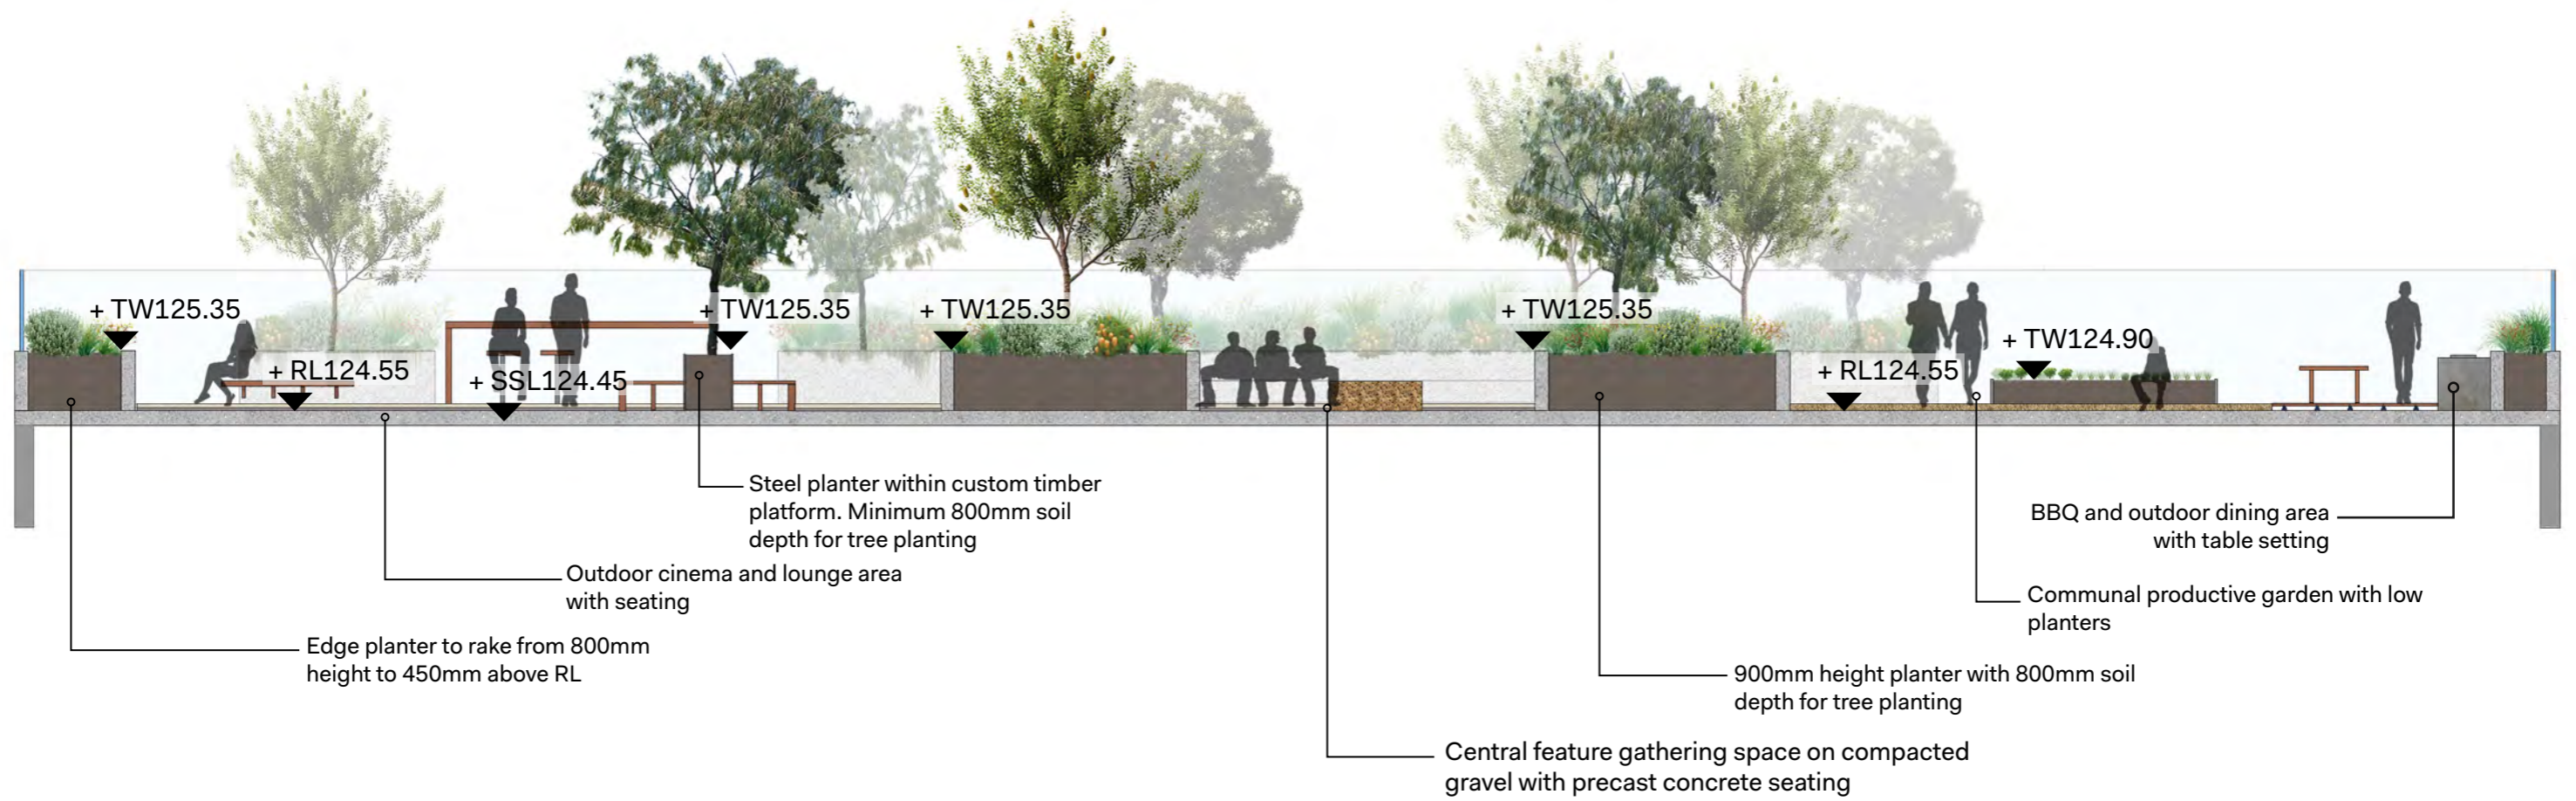 + TW125.35
+ TW125.35
+ TW125.35
+ TW125.35
+ TW124.90
+ RL124.55
+ SSL124.45
+ RL124.55
Steel planter within custom timber
platform. Minimum 800mm soil
depth for tree planting
BBQ and outdoor dining area
with table setting
Outdoor cinema and lounge area
with seating
Communal productive garden with low
planters
Edge planter to rake from 800mm
height to 450mm above RL
900mm height planter with 800mm soil
depth for tree planting
Central feature gathering space on compacted
gravel with precast concrete seating